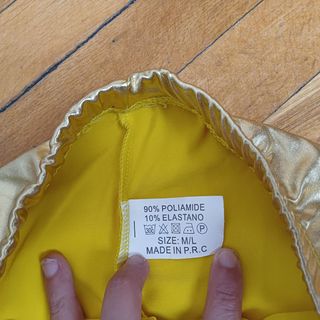 90% POLIAMIDE
10% ELASTANO
SIZE: M/L
MADE IN P.R.C